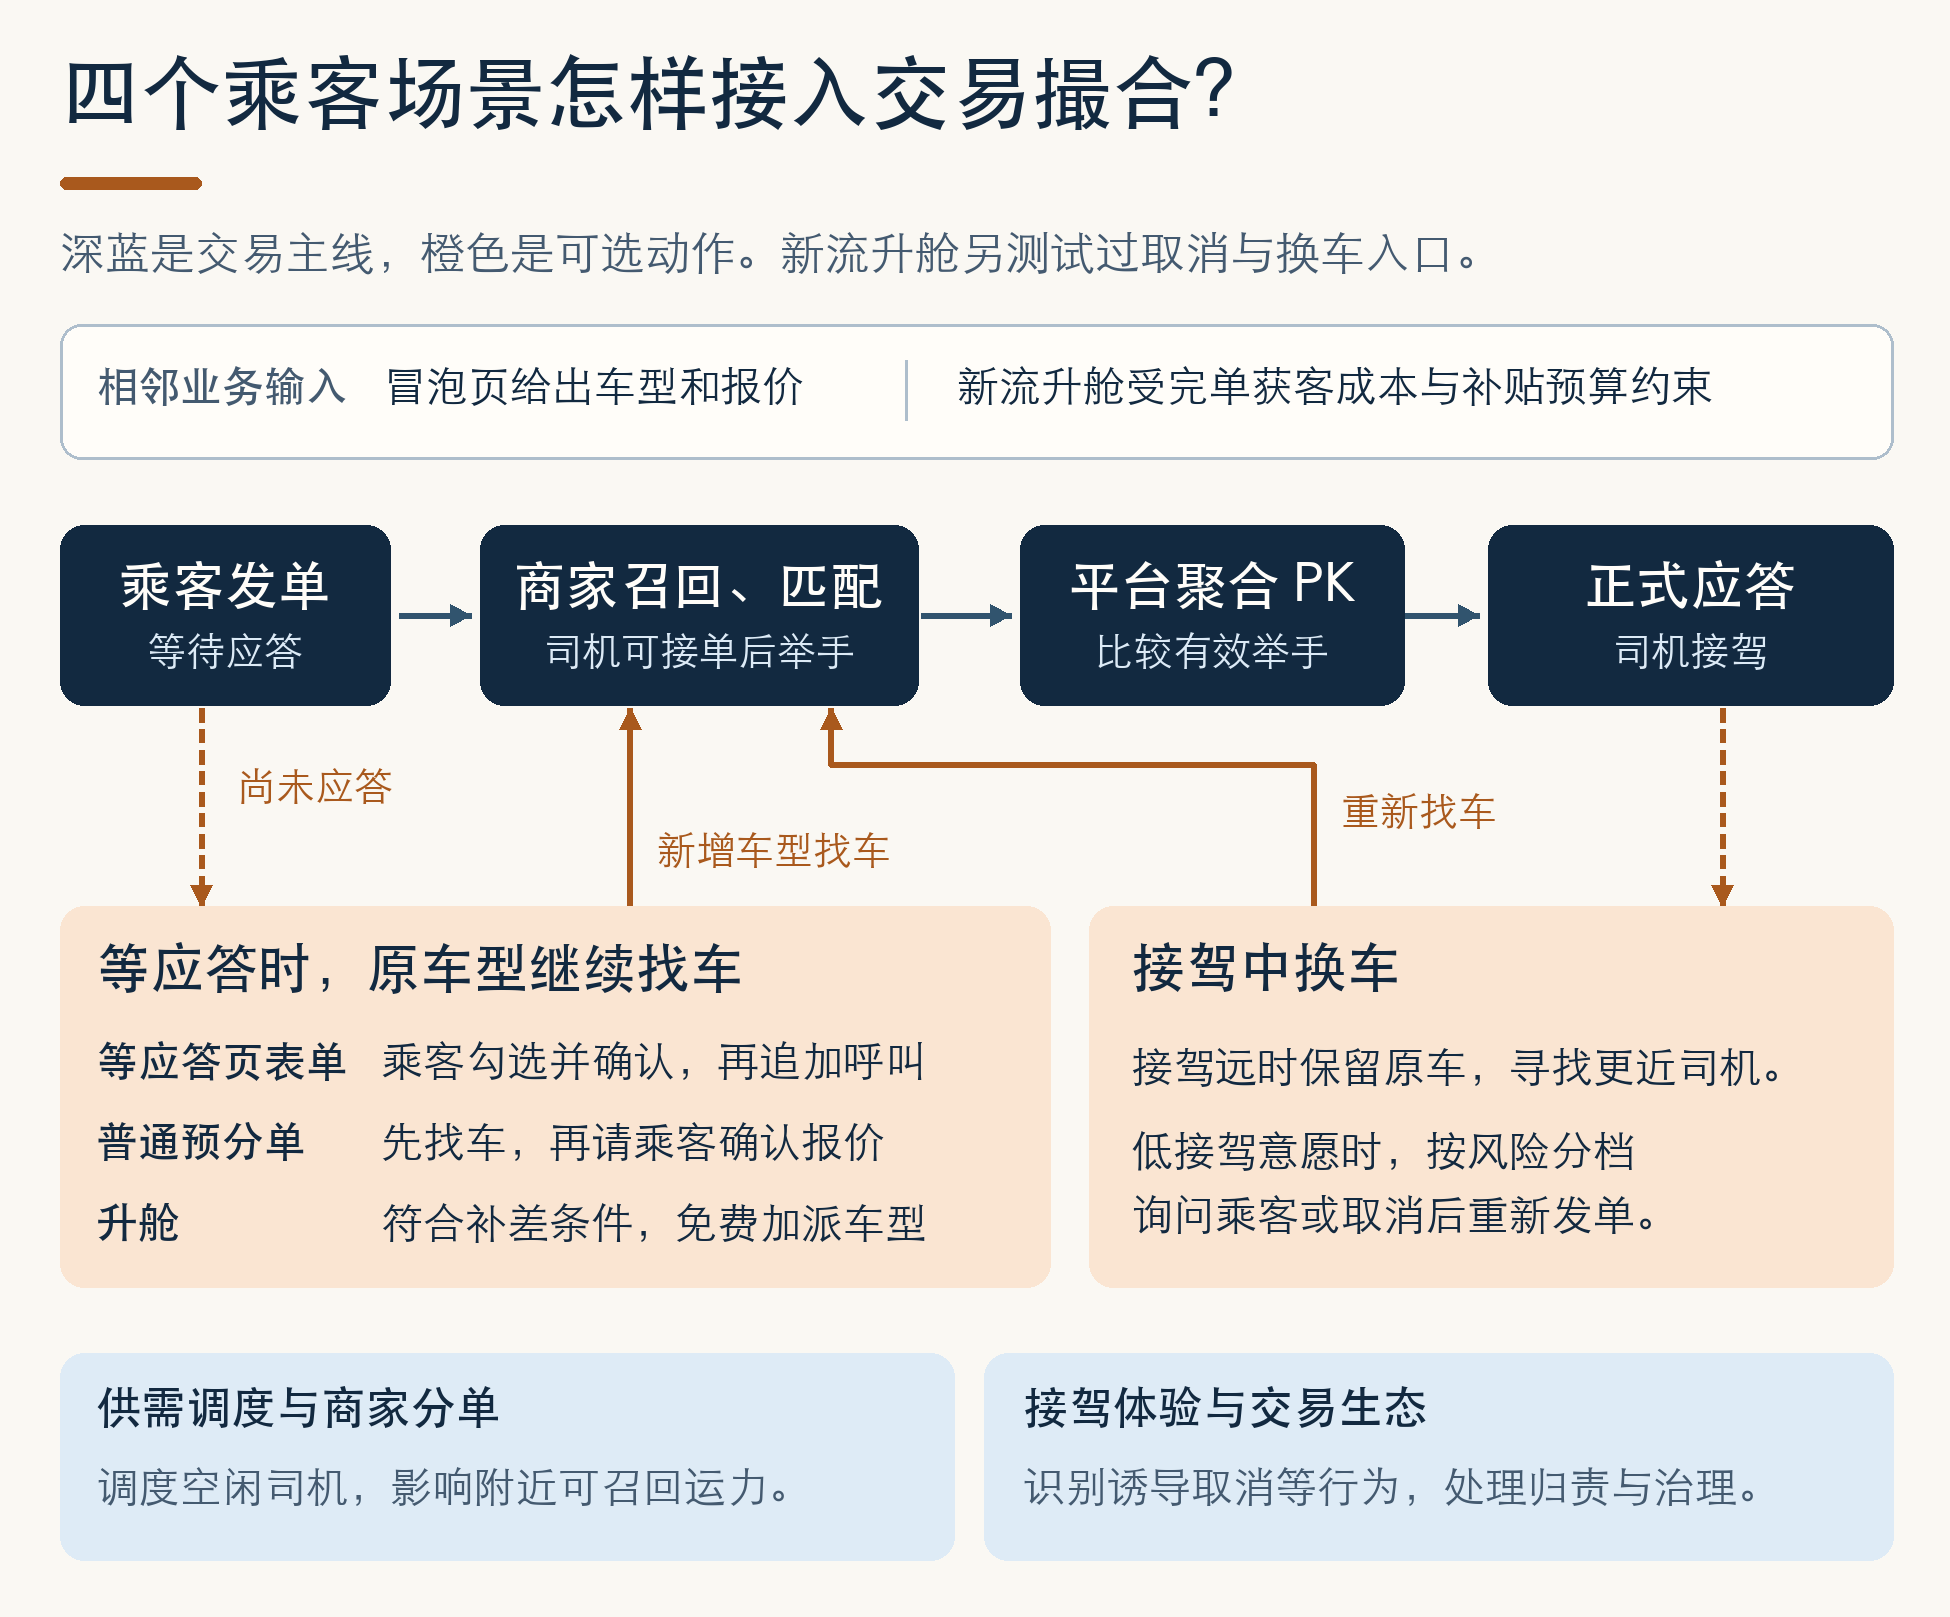 四个乘客场景怎样接入交易撮合?
深蓝是交易主线，橙色是可选动作。新流升舱另测试过取消与换车入口。
相邻业务输入 冒泡页给出车型和报价 新流升舱受完单获客成本与补贴预算约束
乘客发单 商家召回、匹配 平台聚合 PK 正式应答
等待应答 司机可接单后举手 比较有效举手 司机接驾
尚未应答
新增车型找车
重新找车
等应答时，原车型继续找车
等应答页表单 乘客勾选并确认，再追加呼叫
普通预分单 先找车，再请乘客确认报价
升舱 符合补差条件，免费加派车型
接驾中换车
接驾远时保留原车，寻找更近司机。
低接驾意愿时，按风险分档
询问乘客或取消后重新发单。
供需调度与商家分单
调度空闲司机，影响附近可召回运力。
接驾体验与交易生态
识别诱导取消等行为，处理归责与治理。